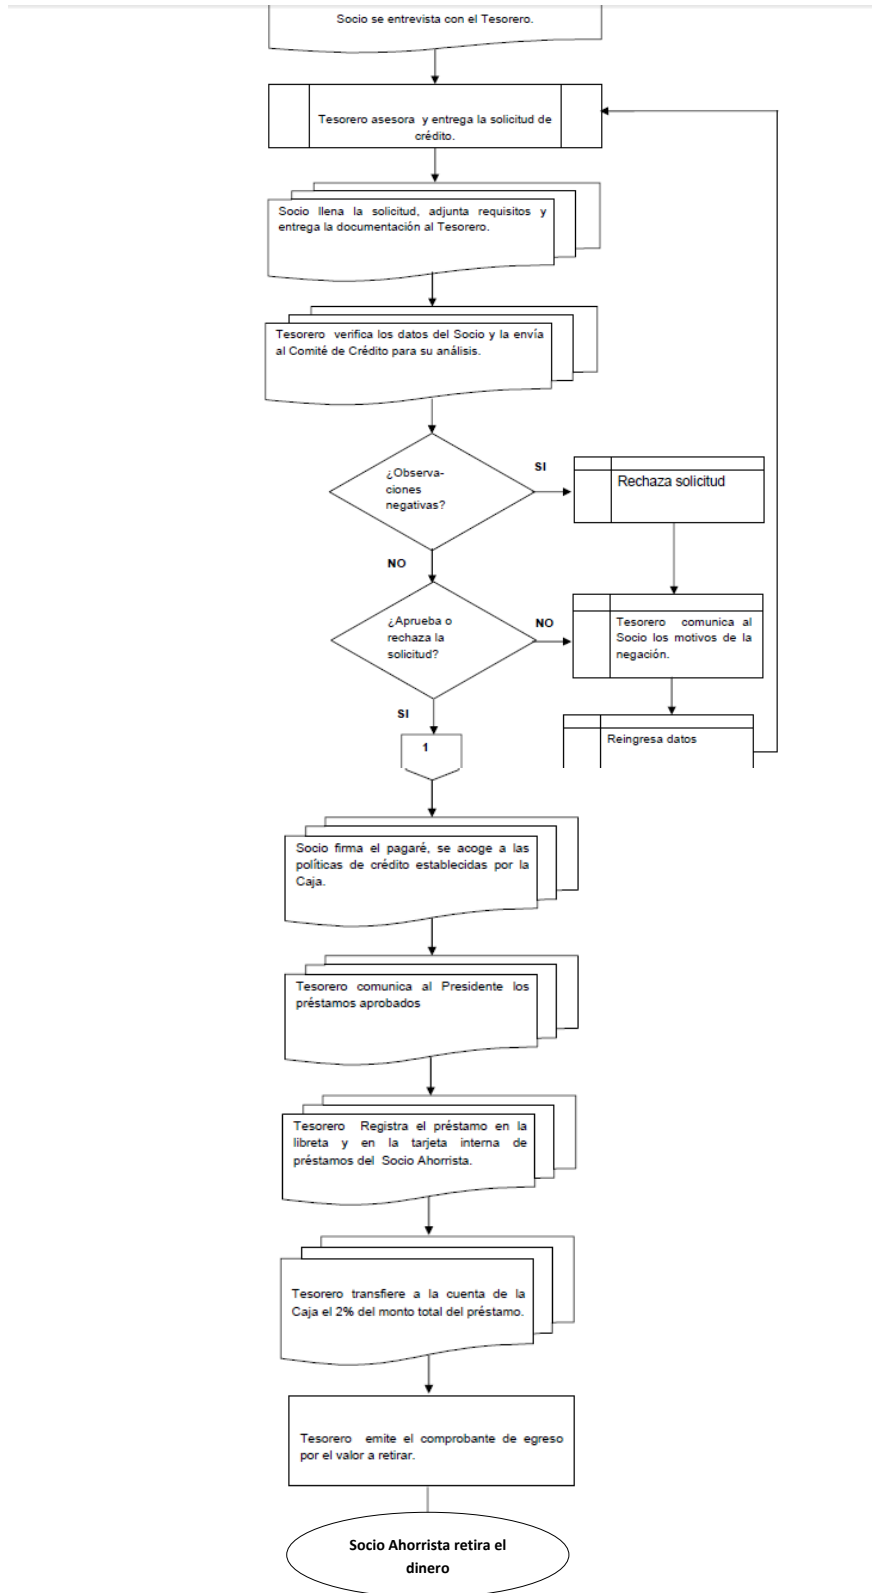 Socio se entrevista con el Tesorero.
Tesorero asesora y entrega la solicitud de
crédito.
Socio llena la solicitud, adjunta requisitos y
entrega la documentación al Tesorero.
Tesorero verifica los datos del Socio y la envía
al Comité de Crédito para su análisis.
¿Observa-
ciones
negativas?
SI
Rechaza solicitud
NO
¿Aprueba o
rechaza la
solicitud?
NO
Tesorero comunica al
Socio los motivos de la
negación.
SI
Reingresa datos
1
Socio firma el pagaré, se acoge a las
políticas de crédito establecidas por la
Caja.
Tesorero comunica al Presidente los
préstamos aprobados
Tesorero Registra el préstamo en la
libreta y en la tarjeta interna de
préstamos del Socio Ahorrista.
Tesorero transfiere a la cuenta de la
Caja el 2% del monto total del préstamo.
Tesorero emite el comprobante de egreso
por el valor a retirar.
Socio Ahorrista retira el
dinero